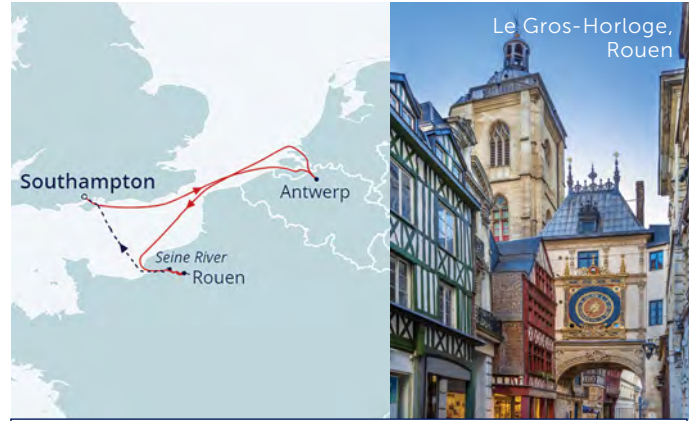 Le Gros-Horloge,
Rouen
Southampton
Antwerp
Seine River
Rouen